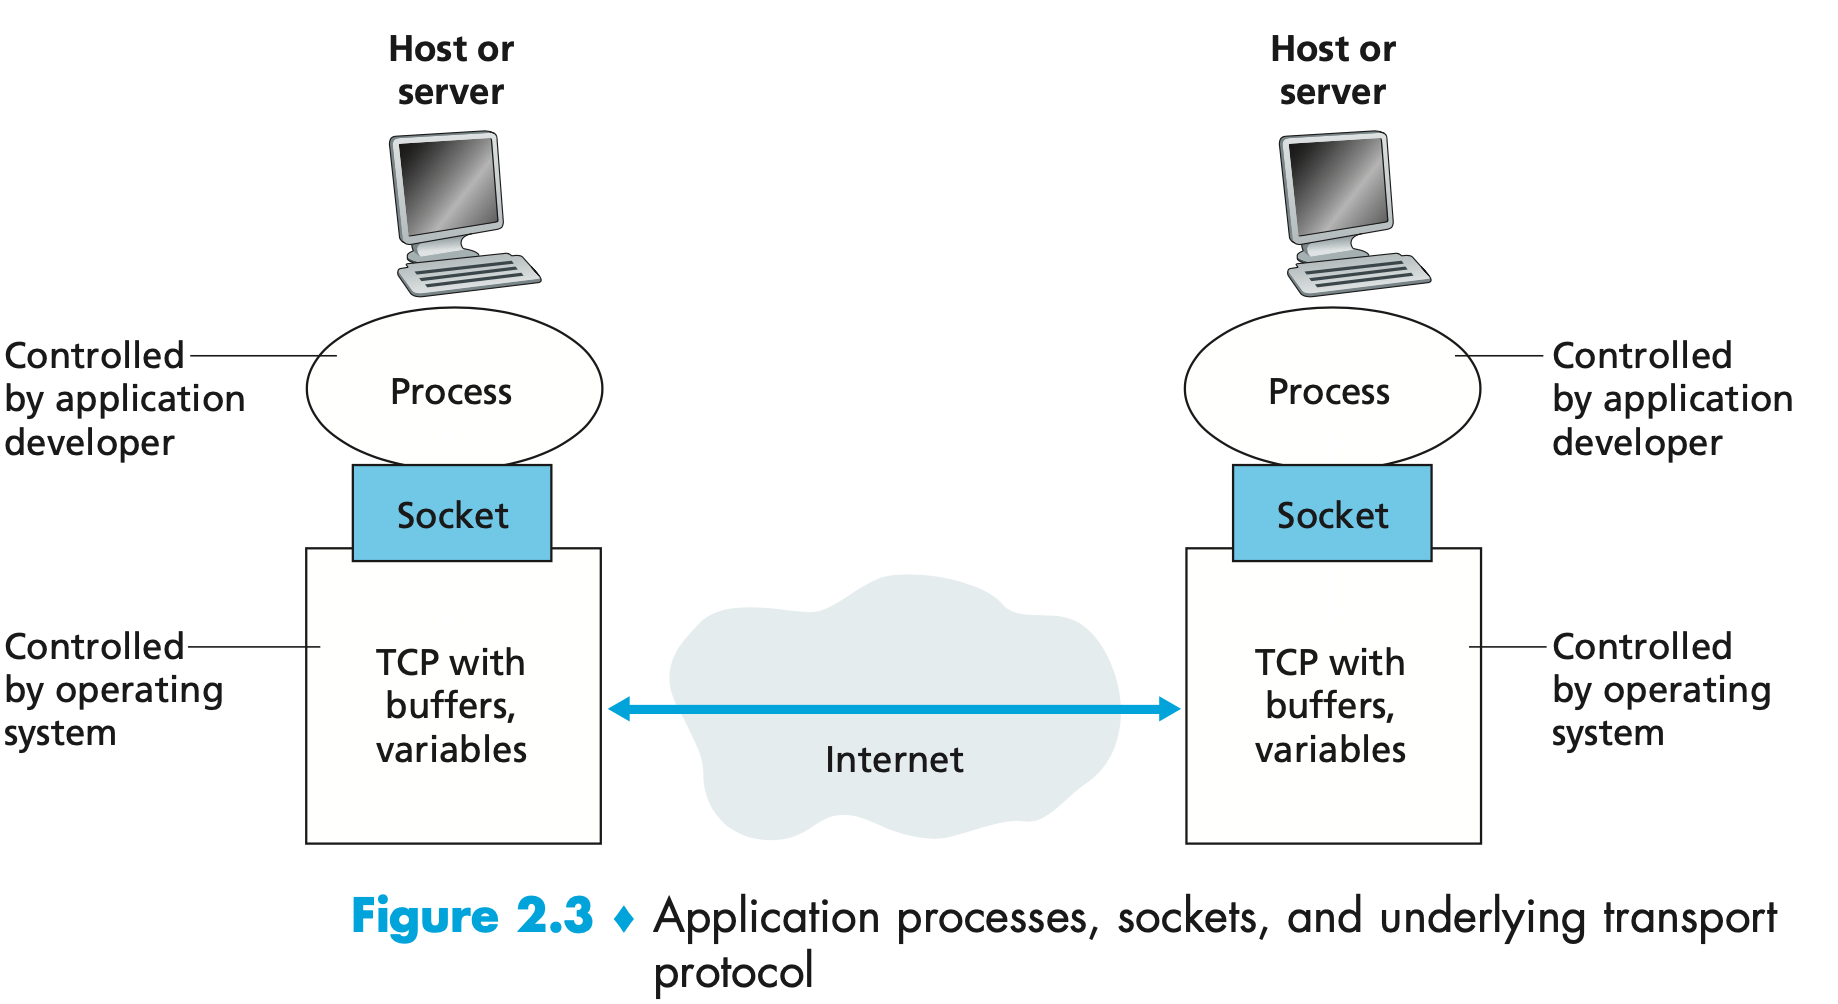 Host or
server
Host or
server
Controlled
by application
developer
Process
Process
Controlled
by application
developer
Socket
Socket
Controlled
by operating
system
TCP with
buffers,
variables
Internet
TCP with
buffers,
variables
Controlled
by operating
system
Figure 2.3 ♦ Application processes, sockets, and underlying transport
protocol